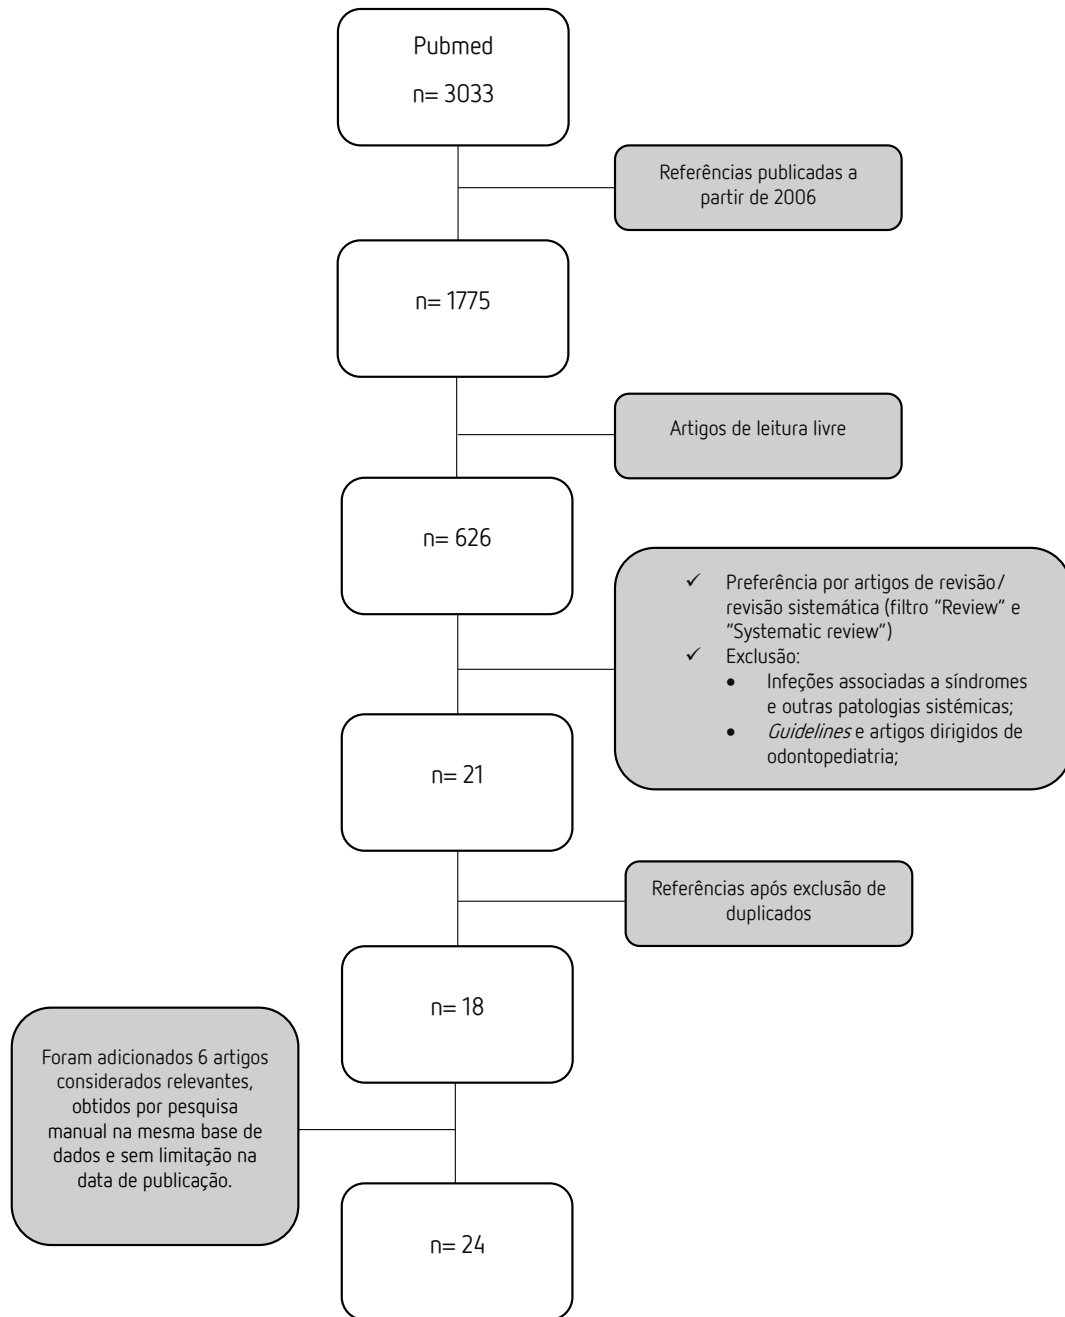 Pubmed
n= 3033
Referências publicadas a
partir de 2006
n= 1775
Artigos de leitura livre
n= 626
✓ Preferência por artigos de revisão/
revisão sistemática (filtro "Review" e
"Systematic review")
✓ Exclusão:
• Infeções associadas a síndromes
e outras patologias sistémicas;
• Guidelines e artigos dirigidos de
odontopediatria;
n= 21
Referências após exclusão de
duplicados
n= 18
Foram adicionados 6 artigos
considerados relevantes,
obtidos por pesquisa
manual na mesma base de
dados e sem limitação na
data de publicação.
n= 24